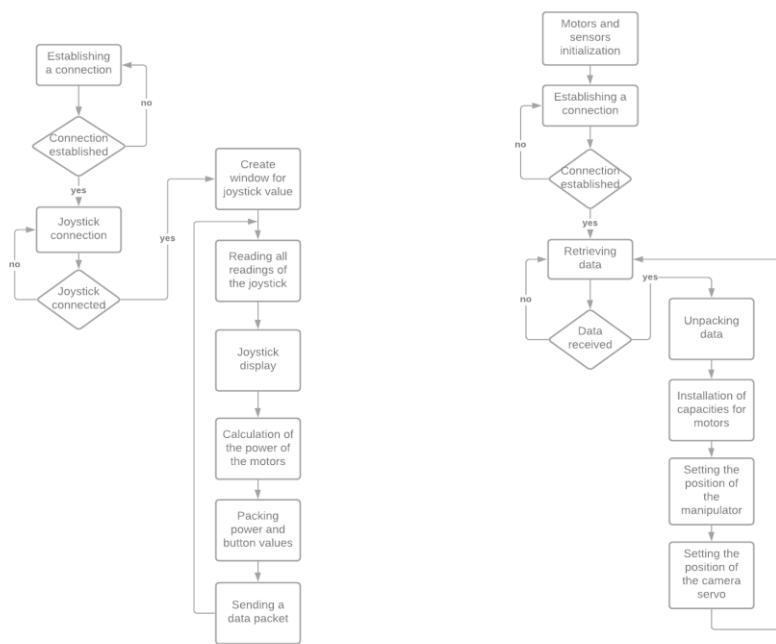 Establishing
a connection
no
Connection
established
yes
Joystick
connection
no
Joystick
connected
yes
Create
window for
joystick value
Reading all
readings of
the joystick
Joystick
display
Calculation of
the power of
the motors
Packing
power and
button values
Sending a
data packet
Motors and
sensors
initialization
Establishing a
connection
no
Connection
established
yes
Retrieving
data
no
Data
received
yes
Unpacking
data
Installation of
capacities for
motors
Setting the
position of
the
manipulator
Setting the
position of
the camera
servo